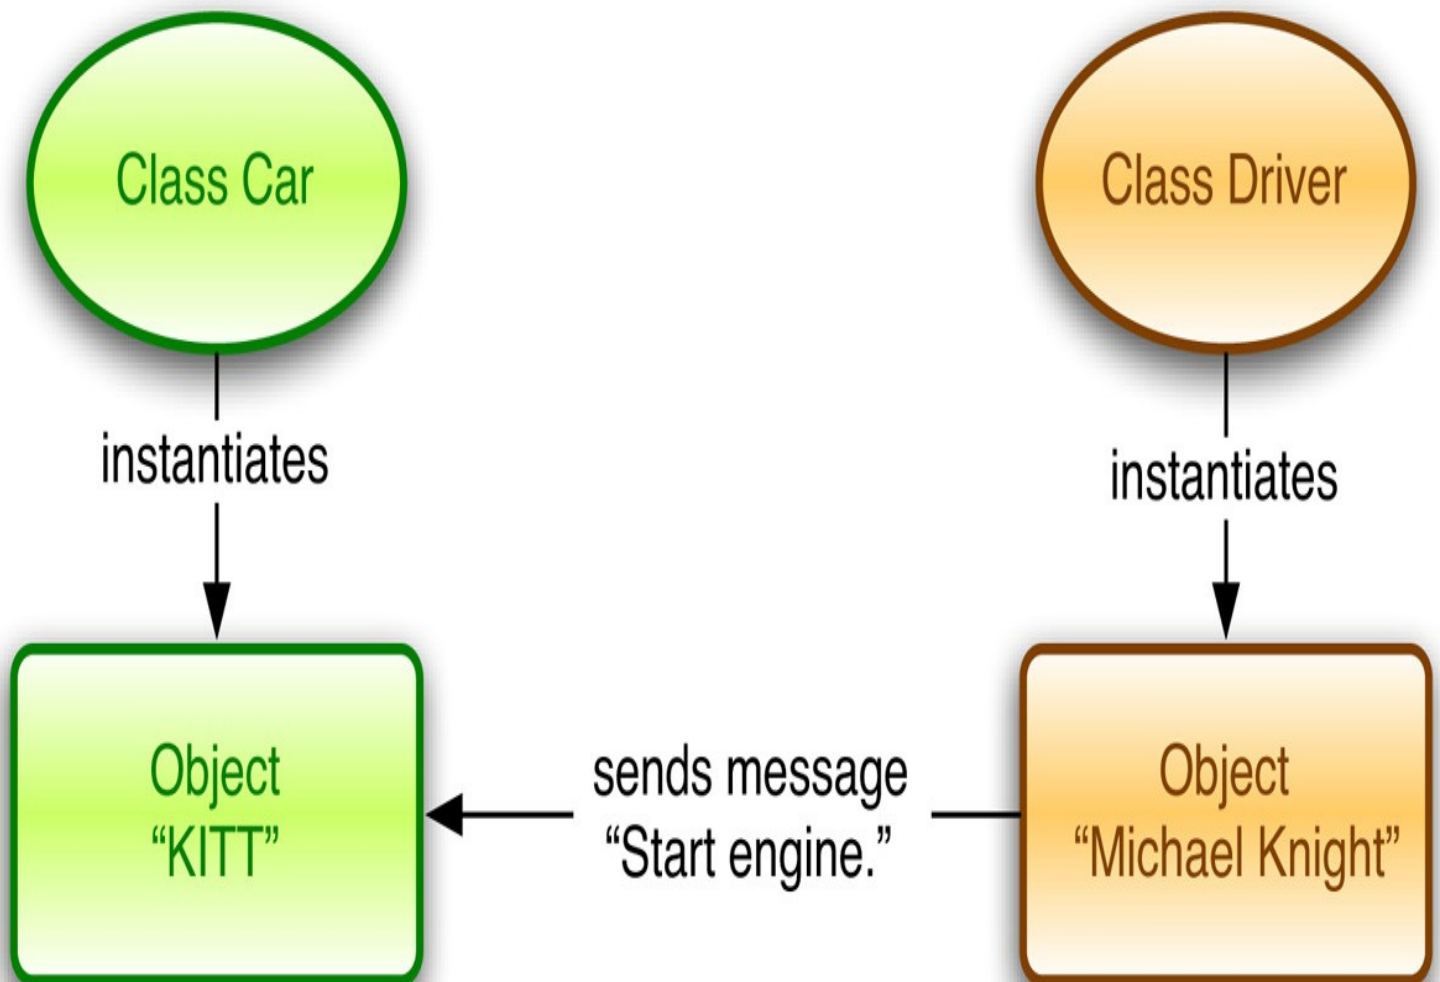 Class Car
Class Driver
instantiates
instantiates
Object
“KITT”
sends message
“Start engine.”
Object
“Michael Knight”